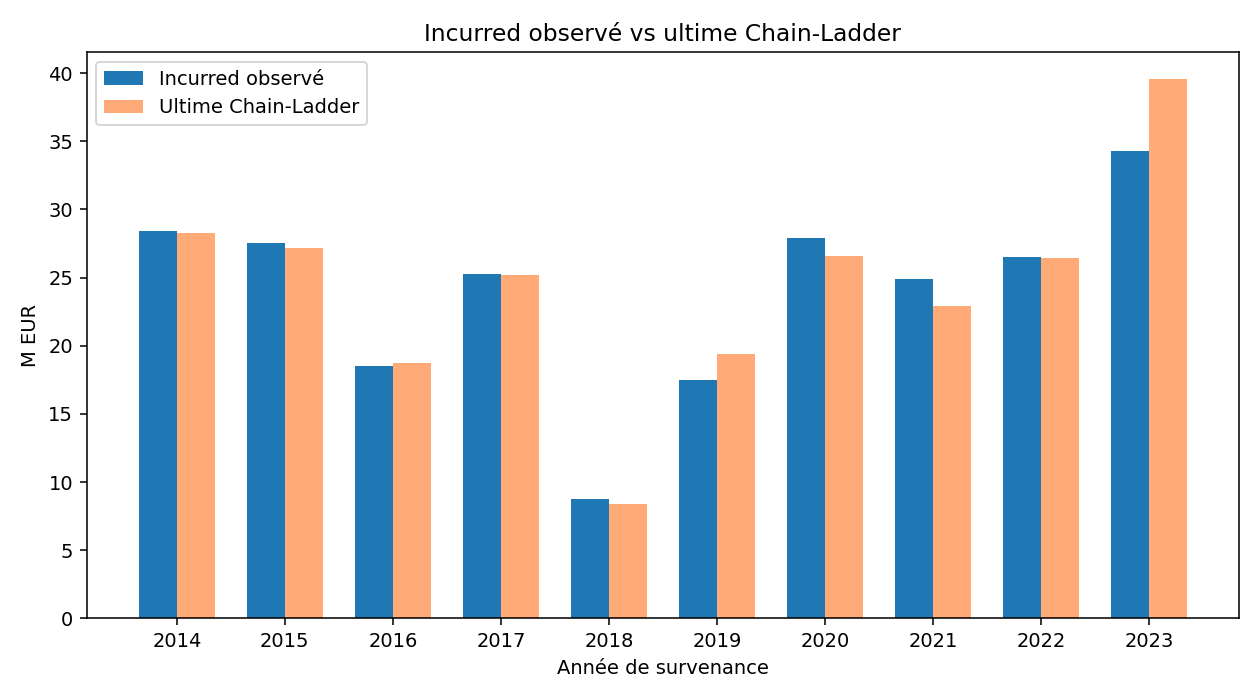 Incurred observé vs ultime Chain-Ladder
Incurred observé
Ultime Chain-Ladder
M EUR
40
35
30
25
20
15
10
5
0
2014 2015 2016 2017 2018 2019 2020 2021 2022 2023
Année de survenance